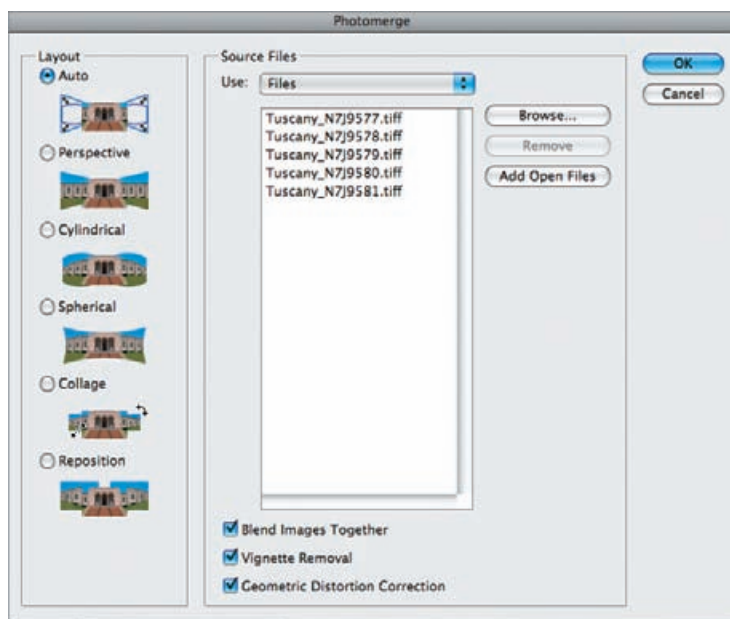 Photomerge
Layout
Auto
Perspective
Cylindrical
Spherical
Collage
Reposition
Source Files
Use: Files
Tuscany_N7J9577.tiff
Tuscany_N7J9578.tiff
Tuscany_N7J9579.tiff
Tuscany_N7J9580.tiff
Tuscany_N7J9581.tiff
Browse...
Remove
Add Open Files
Blend Images Together
Vignette Removal
Geometric Distortion Correction
OK
Cancel